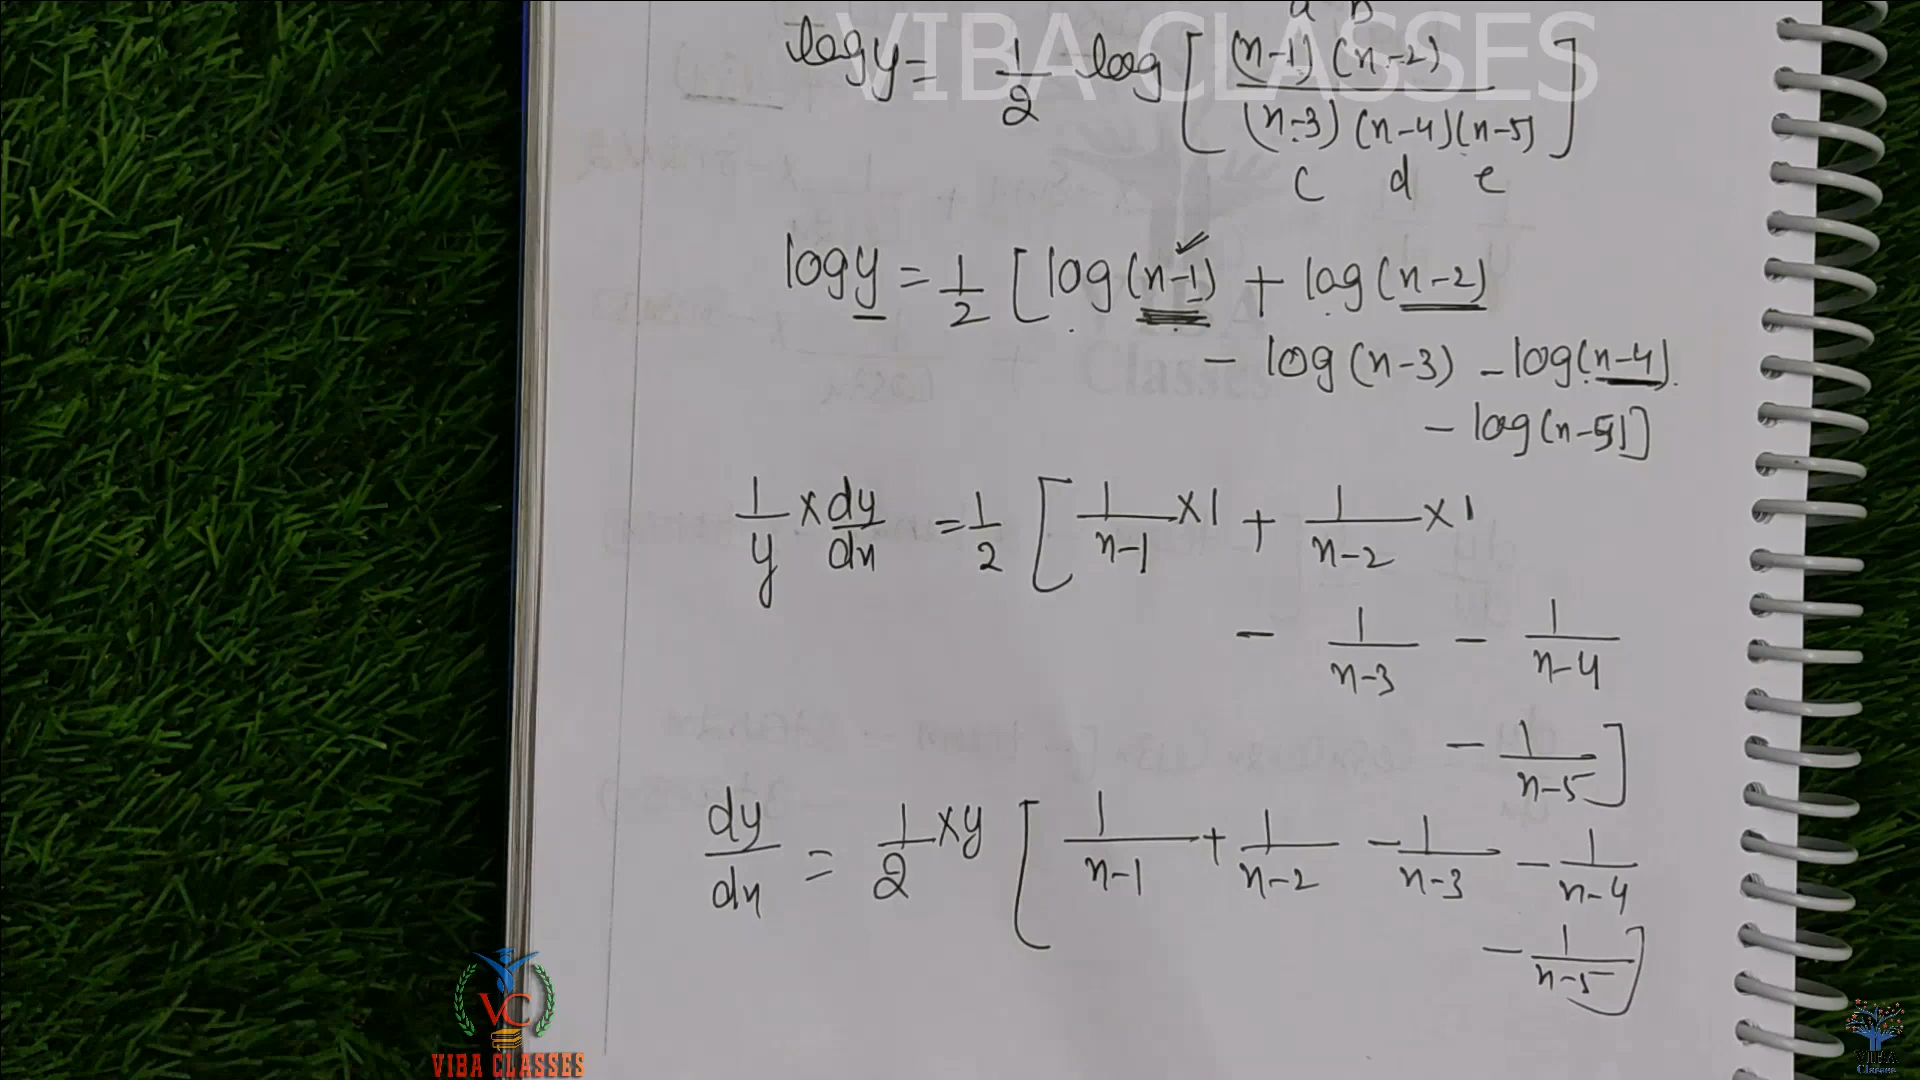 VIBA CLASSES
a b
log y = 1/2 log [ (n-1) (n-2) / (n-3) (n-4)(n-5) ]
c d e
log y = 1/2 [ log (n-1) + log (n-2)
- log (n-3) - log (n-4)
- log (n-5) ]
1/y × dy/dn = 1/2 [ 1/n-1 × 1 + 1/n-2 × 1
- 1/n-3 - 1/n-4
- 1/n-5 ]
dy/dn = 1/2 × y [ 1/n-1 + 1/n-2 - 1/n-3 - 1/n-4
- 1/n-5 ]
VC
VIBA CLASSES
VIBA
Classes